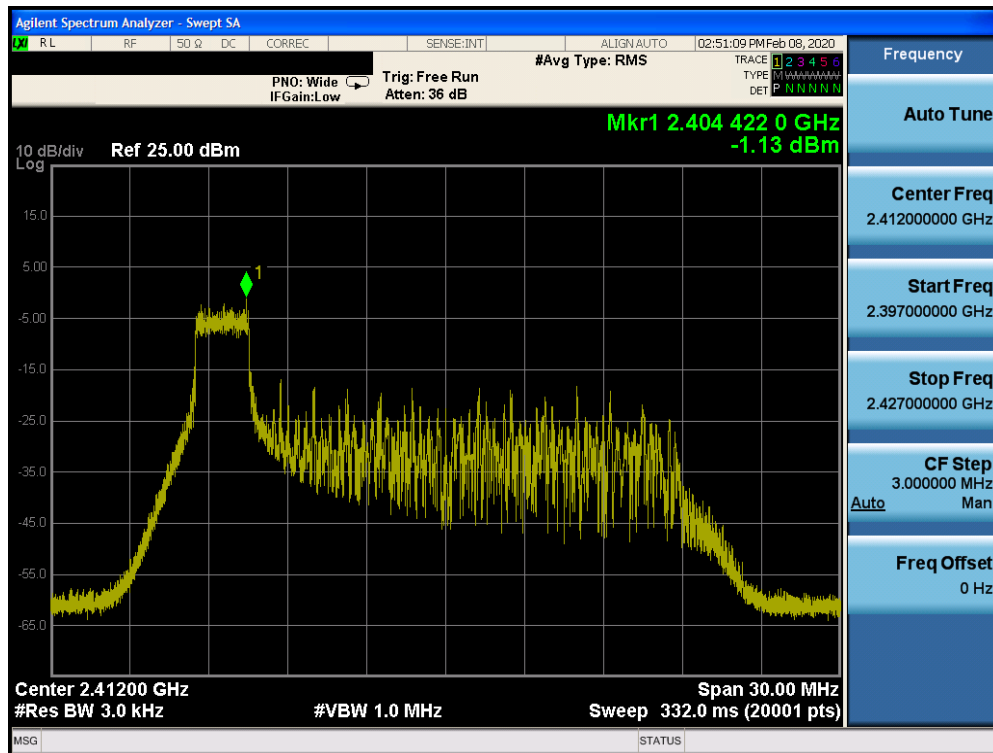 Agilent Spectrum Analyzer - Swept SA
LXI RL RF 50 Ω DC CORREC SENSE:INT ALIGN AUTO 02:51:09 PM Feb 08, 2020
#Avg Type: RMS
TRACE 1 2 3 4 5 6
PNO: Wide Trig: Free Run
TYPE M W W W W W
IFGain:Low Atten: 36 dB
DET P N N N N N
Mkr1 2.404 422 0 GHz
-1.13 dBm
10 dB/div Ref 25.00 dBm
Log
15.0
1
5.00
-5.00
-15.0
-25.0
-35.0
-45.0
-55.0
-65.0
Center 2.41200 GHz Span 30.00 MHz
#Res BW 3.0 kHz #VBW 1.0 MHz Sweep 332.0 ms (20001 pts)
MSG STATUS
Frequency
Auto Tune
Center Freq
2.412000000 GHz
Start Freq
2.397000000 GHz
Stop Freq
2.427000000 GHz
CF Step
3.000000 MHz
Auto Man
Freq Offset
0 Hz